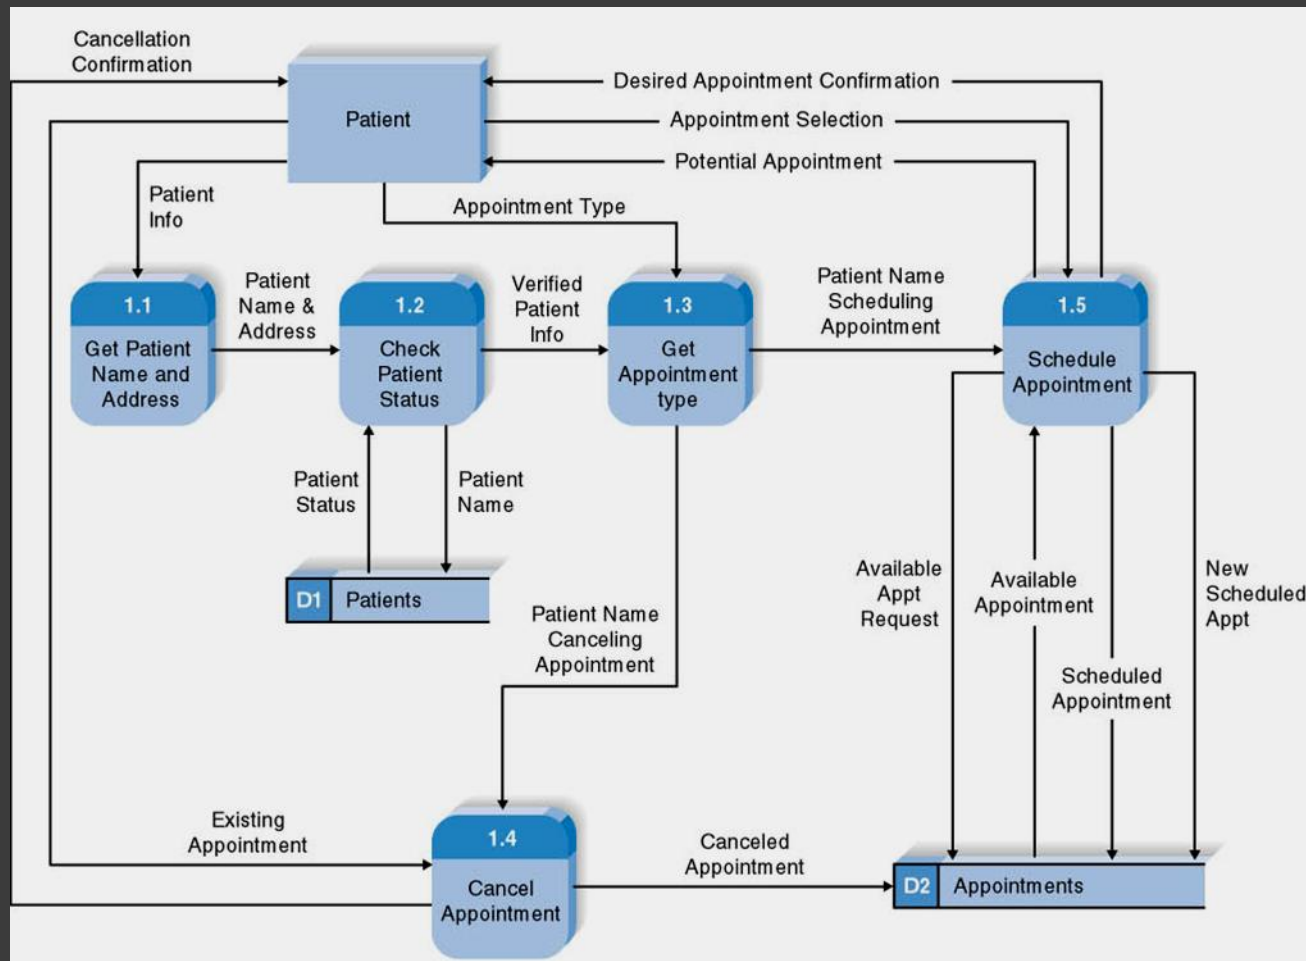 Cancellation
Confirmation
Patient
Desired Appointment Confirmation
Appointment Selection
Potential Appointment
Patient
Info
Appointment Type
1.1
Get Patient
Name and
Address
Patient
Name &
Address
1.2
Check
Patient
Status
Verified
Patient
Info
1.3
Get
Appointment
type
Patient Name
Scheduling
Appointment
1.5
Schedule
Appointment
Patient
Status
Patient
Name
D1 Patients
Patient Name
Canceling
Appointment
Available
Appt
Request
Available
Appointment
Scheduled
Appointment
New
Scheduled
Appt
Existing
Appointment
1.4
Cancel
Appointment
Canceled
Appointment
D2 Appointments